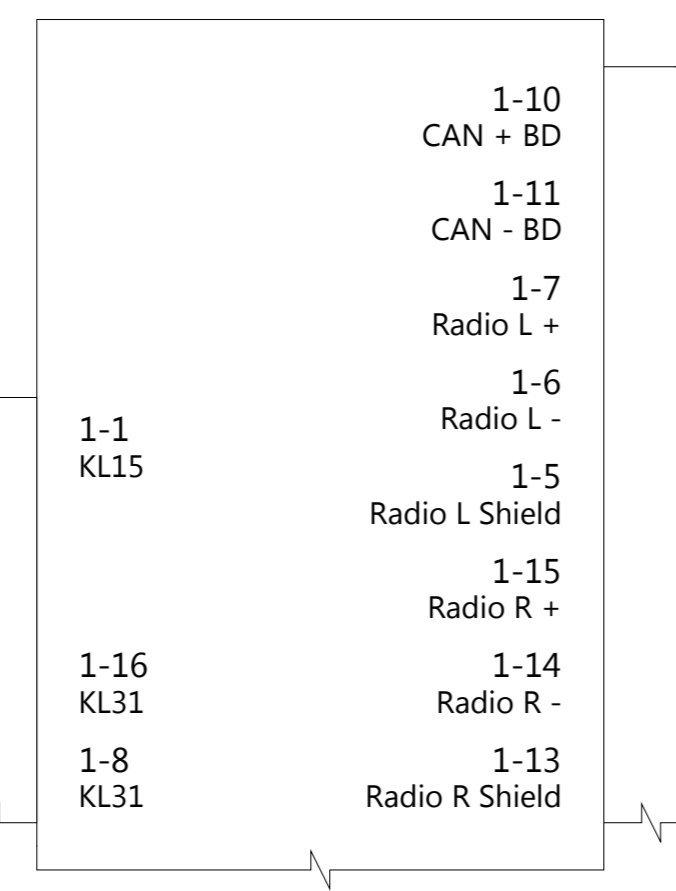 1-10
CAN + BD
1-11
CAN - BD
1-7
Radio L +
1-6
Radio L -
1-1
KL15
1-5
Radio L Shield
1-15
Radio R +
1-16
KL31
1-14
Radio R -
1-8
KL31
1-13
Radio R Shield